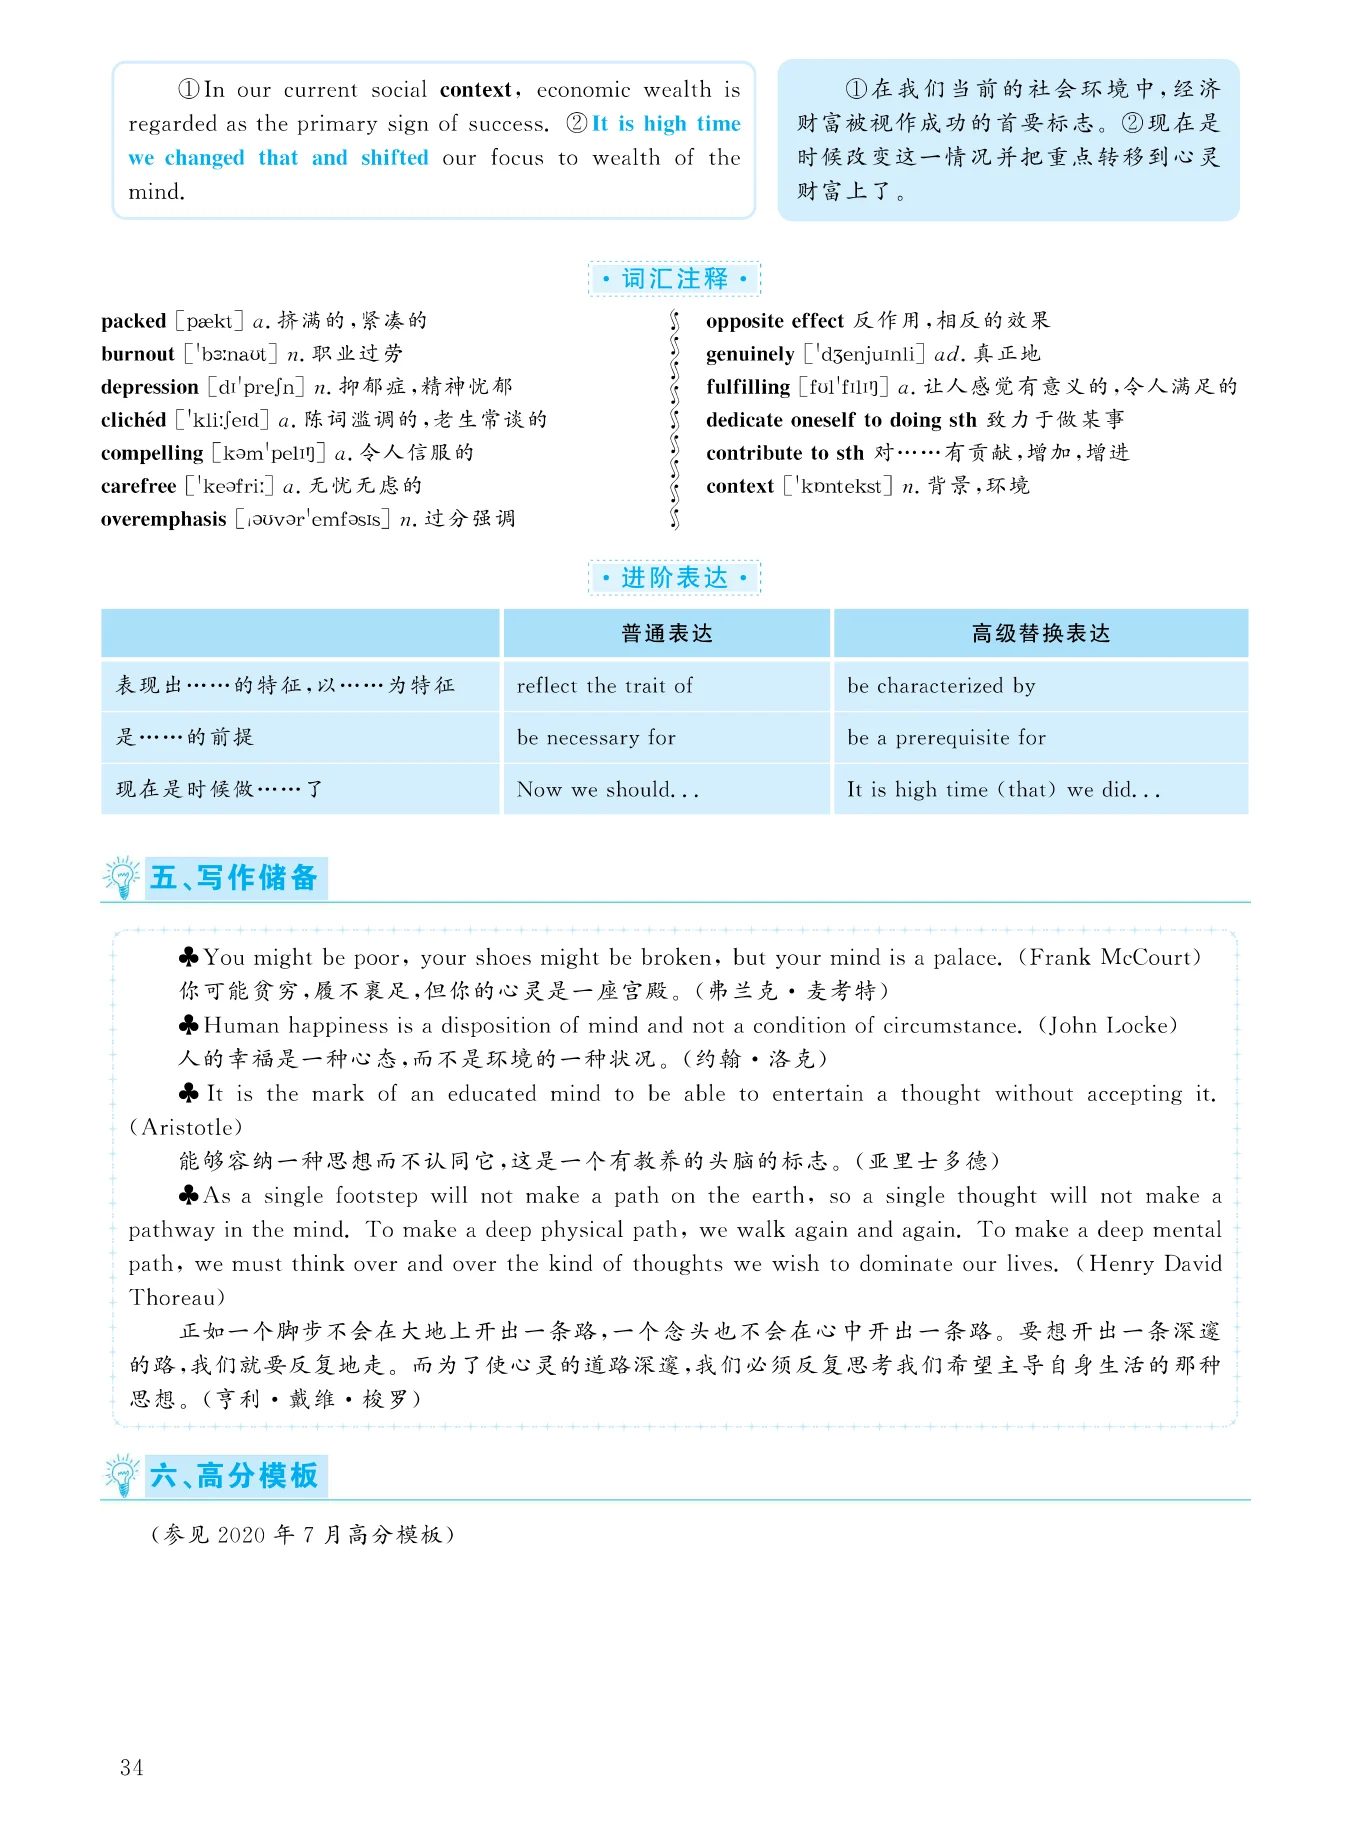 ①In our current social context, economic wealth is
regarded as the primary sign of success. ②It is high time
we changed that and shifted our focus to wealth of the
mind.
①在我们当前的社会环境中,经济
财富被视作成功的首要标志。②现在是
时候改变这一情况并把重点转移到心灵
财富上了。
·词汇注释·
packed [pækt] a. 挤满的,紧凑的
burnout [ˈbɜːnaʊt] n. 职业过劳
depression [dɪˈpreʃn] n. 抑郁症,精神忧郁
clichéd [ˈkliːʃeɪd] a. 陈词滥调的,老生常谈的
compelling [kəmˈpelɪŋ] a. 令人信服的
carefree [ˈkeəfriː] a. 无忧无虑的
overemphasis [ˌəʊvərˈemfəsɪs] n. 过分强调
opposite effect 反作用,相反的效果
genuinely [ˈdʒenjuɪnli] ad. 真正地
fulfilling [fʊlˈfɪlɪŋ] a. 让人感觉有意义的,令人满足的
dedicate oneself to doing sth 致力于做某事
contribute to sth 对……有贡献,增加,增进
context [ˈkɒntekst] n. 背景,环境
·进阶表达·
普通表达 高级替换表达
表现出……的特征,以……为特征 reflect the trait of be characterized by
是……的前提 be necessary for be a prerequisite for
现在是时候做……了 Now we should... It is high time (that) we did...
五、写作储备
♣You might be poor, your shoes might be broken, but your mind is a palace. (Frank McCourt)
你可能贫穷,履不裹足,但你的心灵是一座宫殿。(弗兰克·麦考特)
♣Human happiness is a disposition of mind and not a condition of circumstance. (John Locke)
人的幸福是一种心态,而不是环境的一种状况。(约翰·洛克)
♣It is the mark of an educated mind to be able to entertain a thought without accepting it.
(Aristotle)
能够容纳一种思想而不认同它,这是一个有教养的头脑的标志。(亚里士多德)
♣As a single footstep will not make a path on the earth, so a single thought will not make a
pathway in the mind. To make a deep physical path, we walk again and again. To make a deep mental
path, we must think over and over the kind of thoughts we wish to dominate our lives. (Henry David
Thoreau)
正如一个脚步不会在大地上开出一条路,一个念头也不会在心中开出一条路。要想开出一条深邃
的路,我们就要反复地走。而为了使心灵的道路深邃,我们必须反复思考我们希望主导自身生活的那种
思想。(亨利·戴维·梭罗)
六、高分模板
(参见 2020 年 7 月高分模板)
34